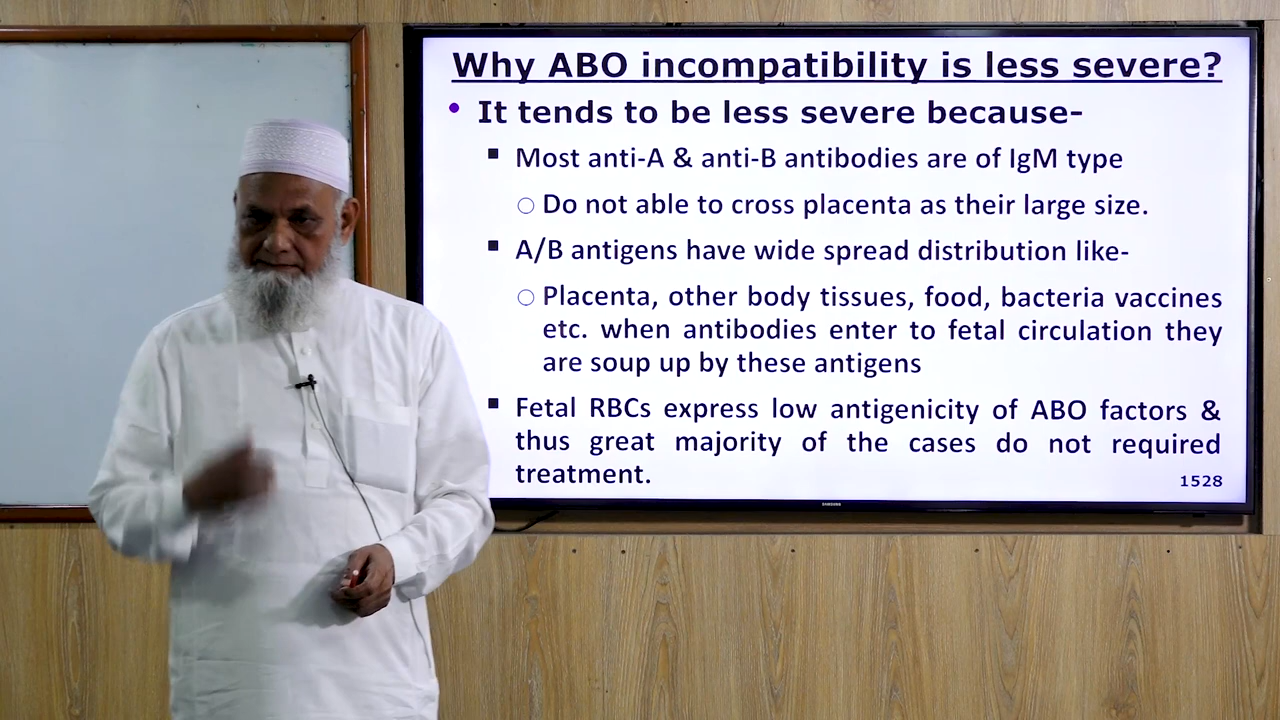 Why ABO incompatibility is less severe?
• It tends to be less severe because-
▪ Most anti-A & anti-B antibodies are of IgM type
○ Do not able to cross placenta as their large size.
▪ A/B antigens have wide spread distribution like-
○ Placenta, other body tissues, food, bacteria vaccines
etc. when antibodies enter to fetal circulation they
are soup up by these antigens
▪ Fetal RBCs express low antigenicity of ABO factors &
thus great majority of the cases do not required
treatment.
1528
SAMSUNG